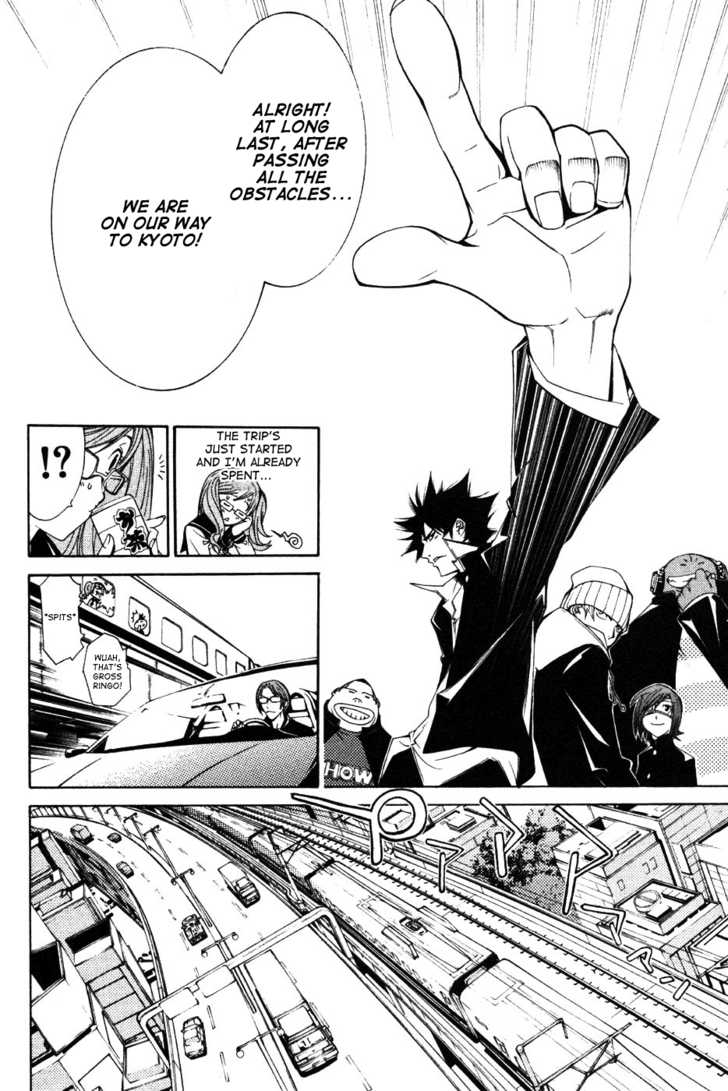 ALRIGHT!
AT LONG
LAST, AFTER
PASSING
ALL THE
OBSTACLES...
WE ARE
ON OUR WAY
TO KYOTO!
THE TRIP'S
JUST STARTED
AND I'M ALREADY
SPENT...
!?
*SPITS*
WUAH,
THAT'S
GROSS
RINGO!
HOW